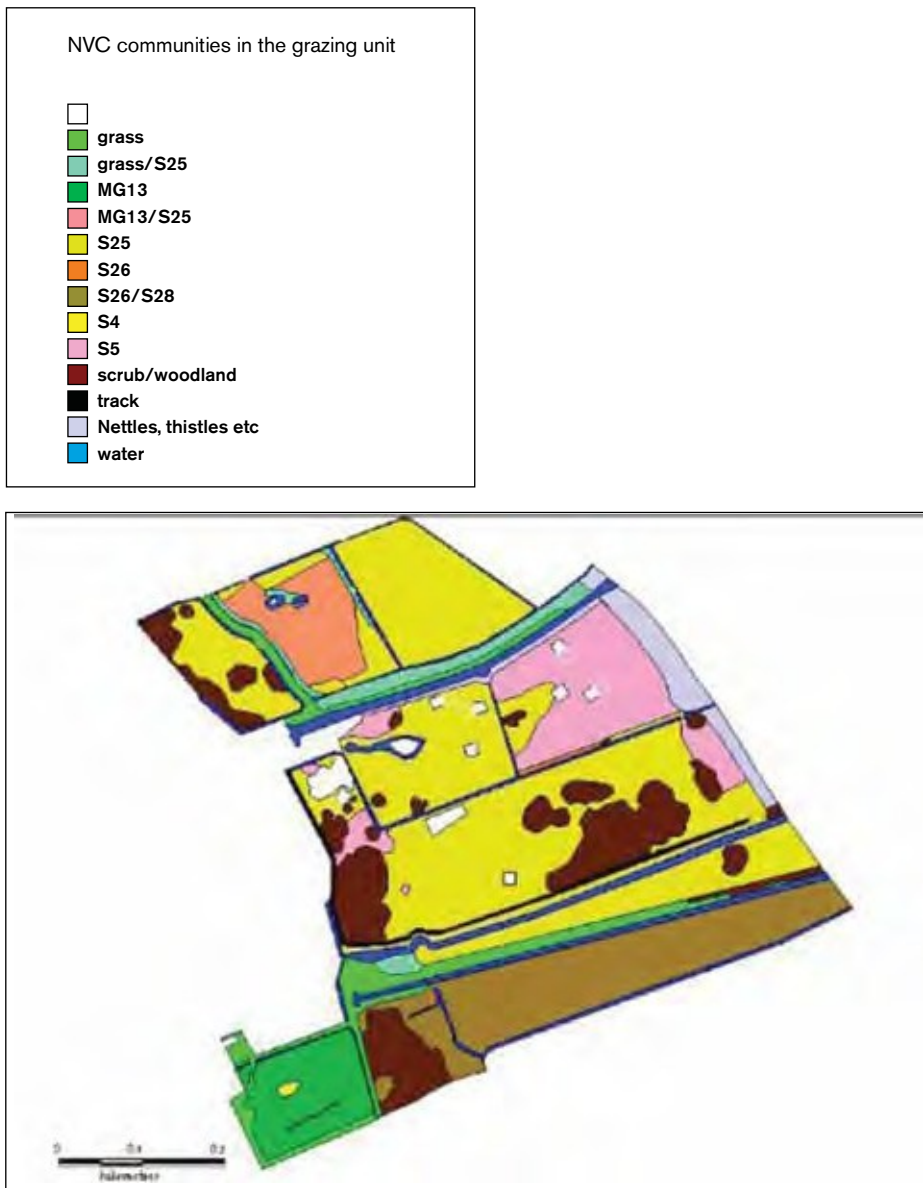 NVC communities in the grazing unit
grass
grass/S25
MG13
MG13/S25
S25
S26
S26/S28
S4
S5
scrub/woodland
track
Nettles, thistles etc
water
0
kilometres